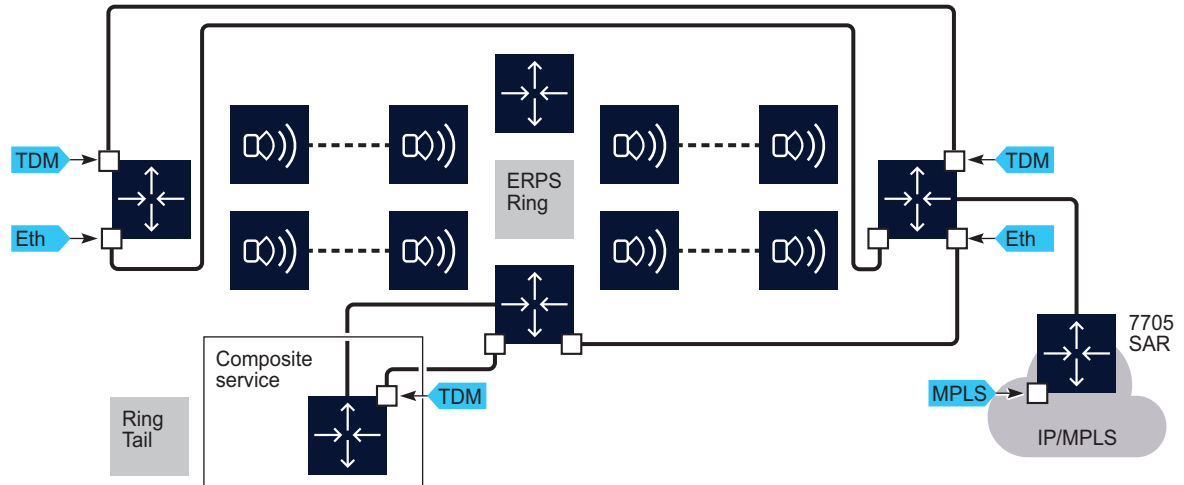 TDM
TDM
ERPS
Ring
Eth
Eth
7705
SAR
Composite
service
TDM
MPLS
Ring
Tail
IP/MPLS